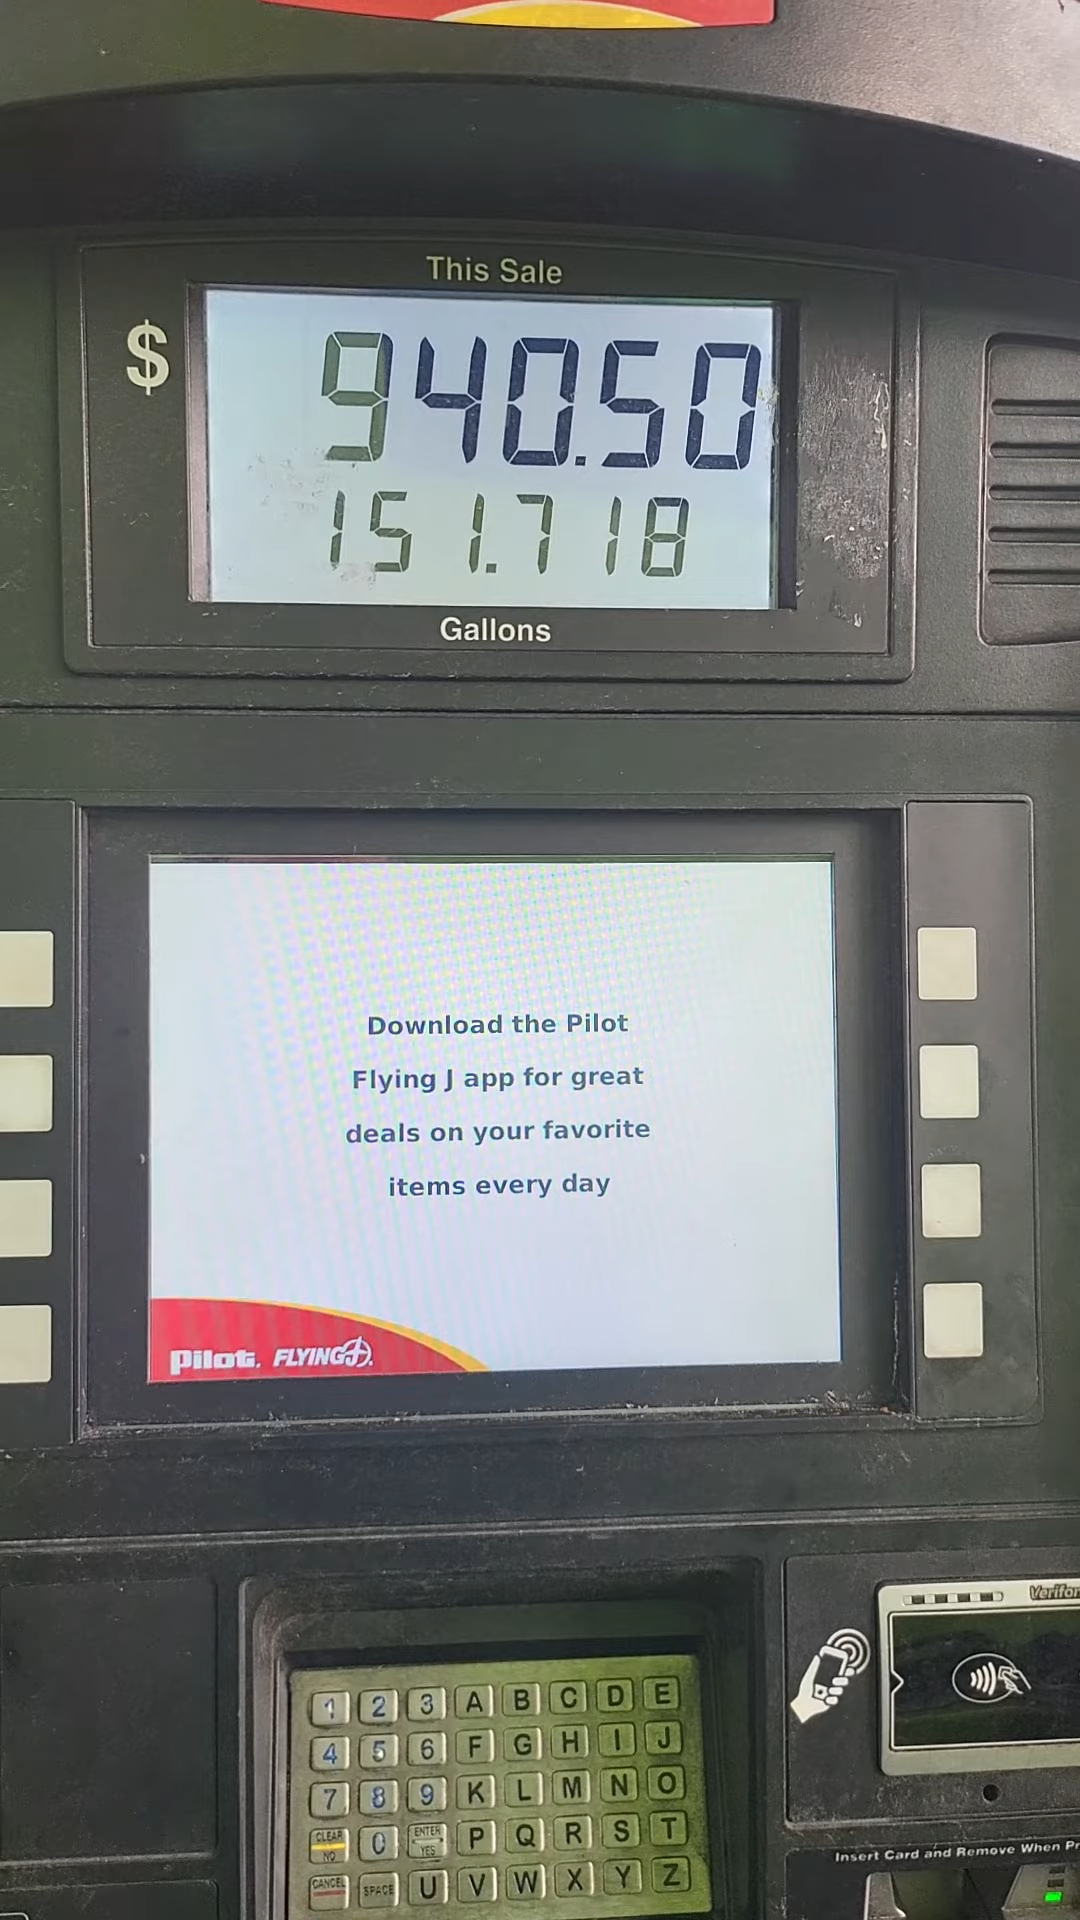 This Sale
$ 940.50
151.718
Gallons
Download the Pilot
Flying J app for great
deals on your favorite
items every day
Pilot. FLYING J.
Verifon
1 2 3 A B C D E
4 5 6 F G H I J
7 8 9 K L M N O
CLEAR NO 0 ENTER YES P Q R S T
CANCEL SPACE U V W X Y Z
Insert Card and Remove When Pr